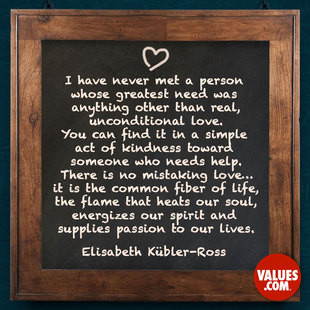 I have never met a person
whose greatest need was
anything other than real,
unconditional love.
You can find it in a simple
act of kindness toward
someone who needs help.
There is no mistaking love...
it is the common fiber of life,
the flame that heats our soul,
energizes our spirit and
supplies passion to our lives.
Elisabeth Kübler-Ross
VALUES
.COM